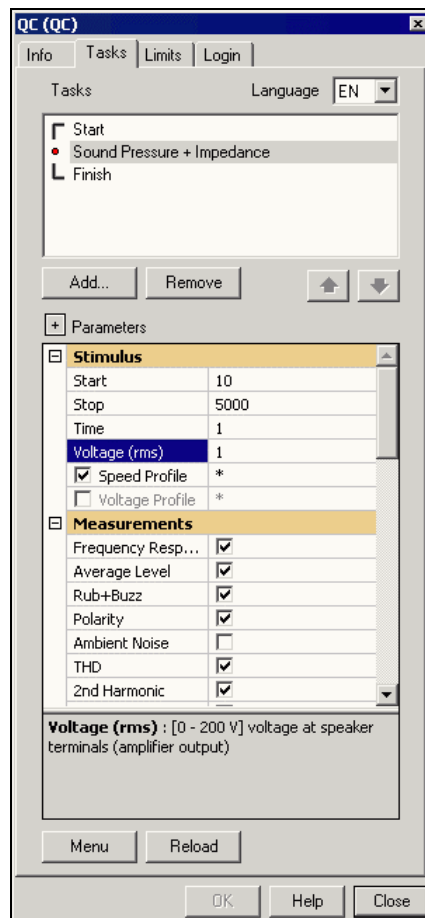 QC (QC)
Info Tasks Limits Login
Tasks Language EN
Start
Sound Pressure + Impedance
Finish
Add... Remove
+ Parameters
Stimulus
Start 10
Stop 5000
Time 1
Voltage (rms) 1
Speed Profile *
Voltage Profile *
Measurements
Frequency Resp...
Average Level
Rub+Buzz
Polarity
Ambient Noise
THD
2nd Harmonic
Voltage (rms) : [0 - 200 V] voltage at speaker
terminals (amplifier output)
Menu Reload
OK Help Close